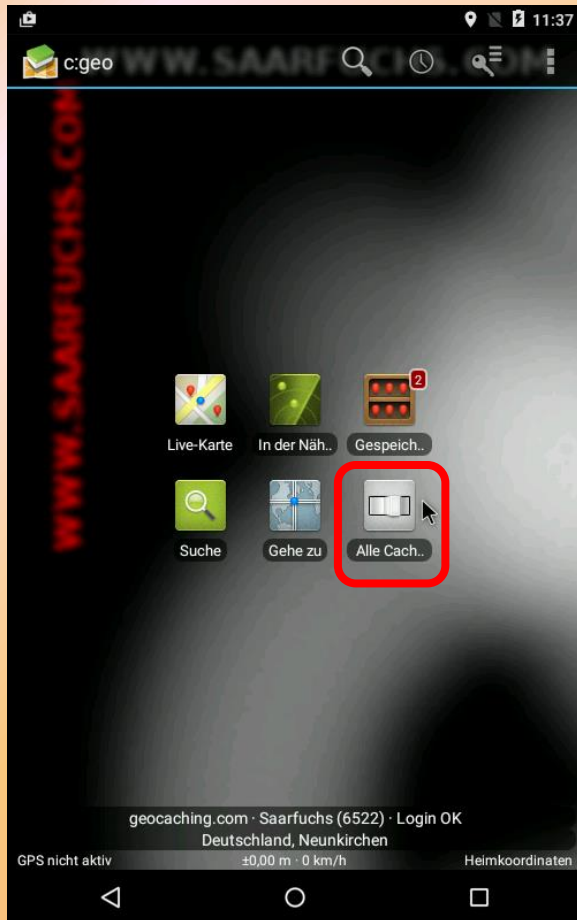 11:37
c:geo
WWW.SAARFUCHS.COM
WWW.SAARFUCHS.COM
2
Live-Karte
In der Näh..
Gespeich..
Suche
Gehe zu
Alle Cach..
geocaching.com · Saarfuchs (6522) · Login OK
Deutschland, Neunkirchen
GPS nicht aktiv
±0,00 m · 0 km/h
Heimkoordinaten